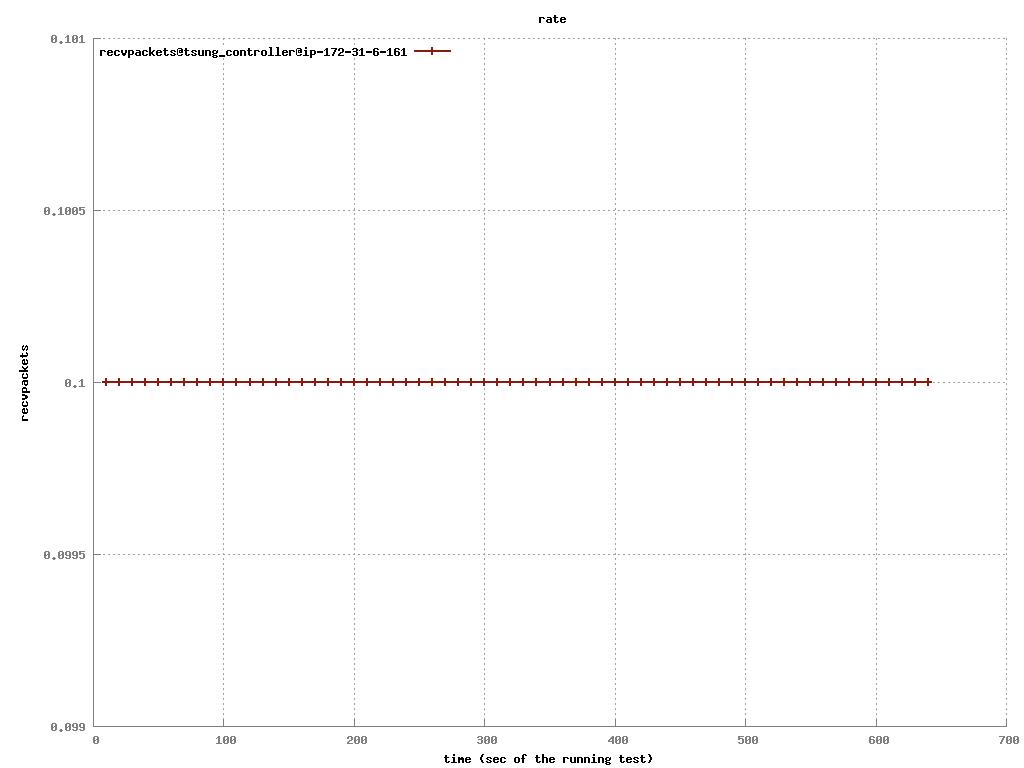 rate
0.101
recvpackets@tsung_controller@ip-172-31-6-161
0.1005
recvpackets
0.1
0.0995
0.099
0 100 200 300 400 500 600 700
time (sec of the running test)